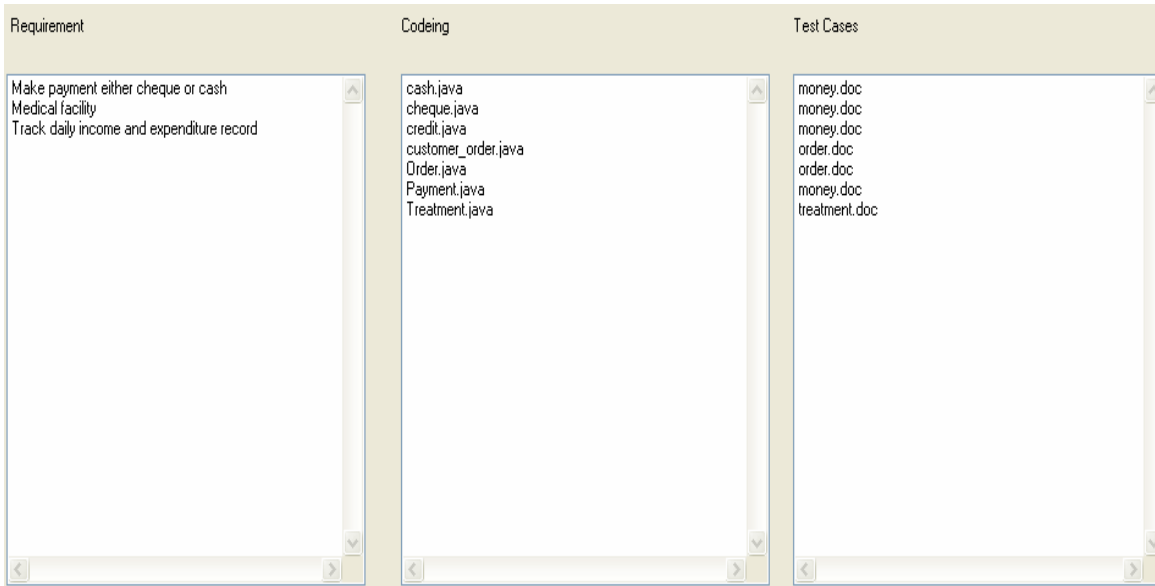 Requirement
Codeing
Test Cases
Make payment either cheque or cash
Medical facility
Track daily income and expenditure record
cash.java
cheque.java
credit.java
customer_order.java
Order.java
Payment.java
Treatment.java
money.doc
money.doc
money.doc
order.doc
order.doc
money.doc
treatment.doc